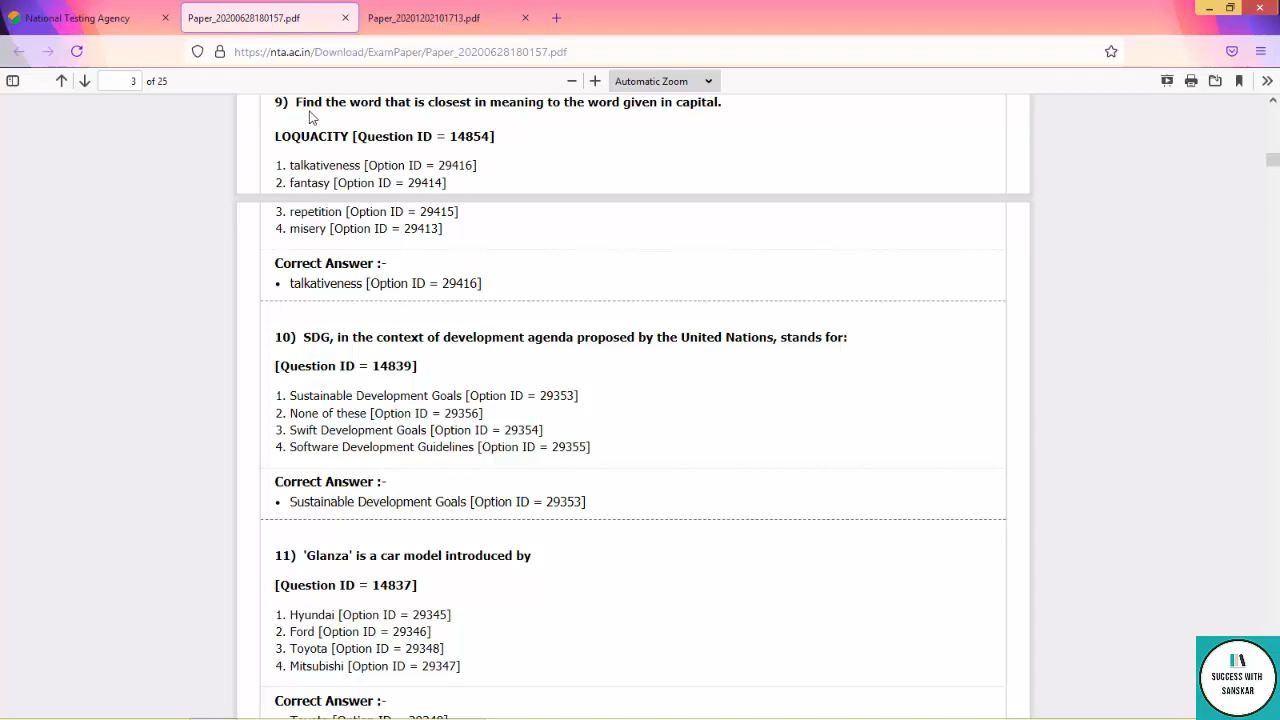 National Testing Agency
Paper_20200628180157.pdf
Paper_20201202101713.pdf
https://nta.ac.in/Download/ExamPaper/Paper_20200628180157.pdf
3 of 25
Automatic Zoom
9) Find the word that is closest in meaning to the word given in capital.
LOQUACITY [Question ID = 14854]
1. talkativeness [Option ID = 29416]
2. fantasy [Option ID = 29414]
3. repetition [Option ID = 29415]
4. misery [Option ID = 29413]
Correct Answer :-
• talkativeness [Option ID = 29416]
10) SDG, in the context of development agenda proposed by the United Nations, stands for:
[Question ID = 14839]
1. Sustainable Development Goals [Option ID = 29353]
2. None of these [Option ID = 29356]
3. Swift Development Goals [Option ID = 29354]
4. Software Development Guidelines [Option ID = 29355]
Correct Answer :-
• Sustainable Development Goals [Option ID = 29353]
11) 'Glanza' is a car model introduced by
[Question ID = 14837]
1. Hyundai [Option ID = 29345]
2. Ford [Option ID = 29346]
3. Toyota [Option ID = 29348]
4. Mitsubishi [Option ID = 29347]
Correct Answer :-
• Toyota [Option ID = 29348]
SUCCESS WITH
SANSKAR